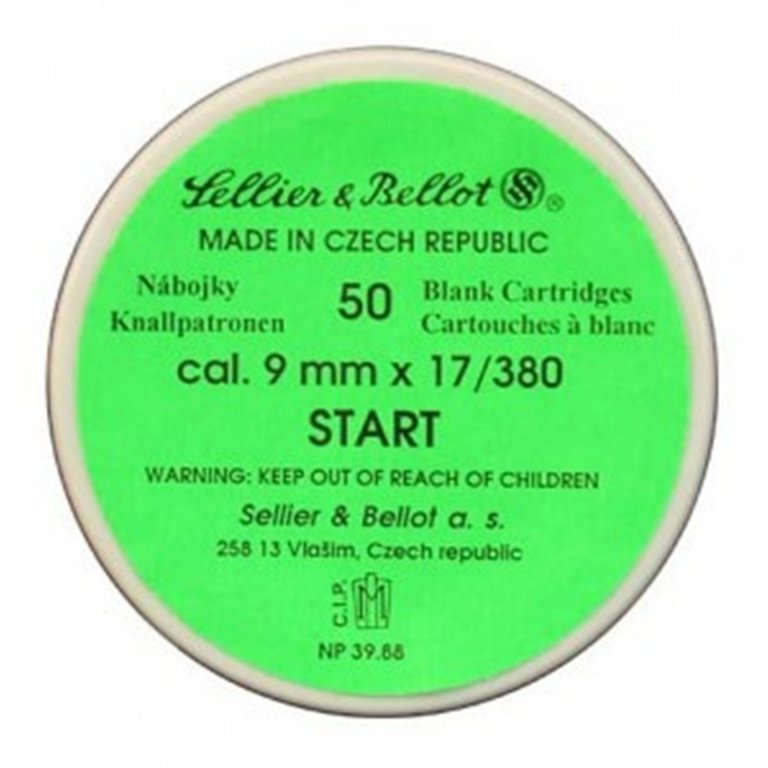 Sellier & Bellot SB ®
MADE IN CZECH REPUBLIC
Nábojky 50 Blank Cartridges
Knallpatronen Cartouches à blanc
cal. 9 mm x 17/380
START
WARNING: KEEP OUT OF REACH OF CHILDREN
Sellier & Bellot a. s.
258 13 Vlašim, Czech republic
C.I.P.
NP 39.88